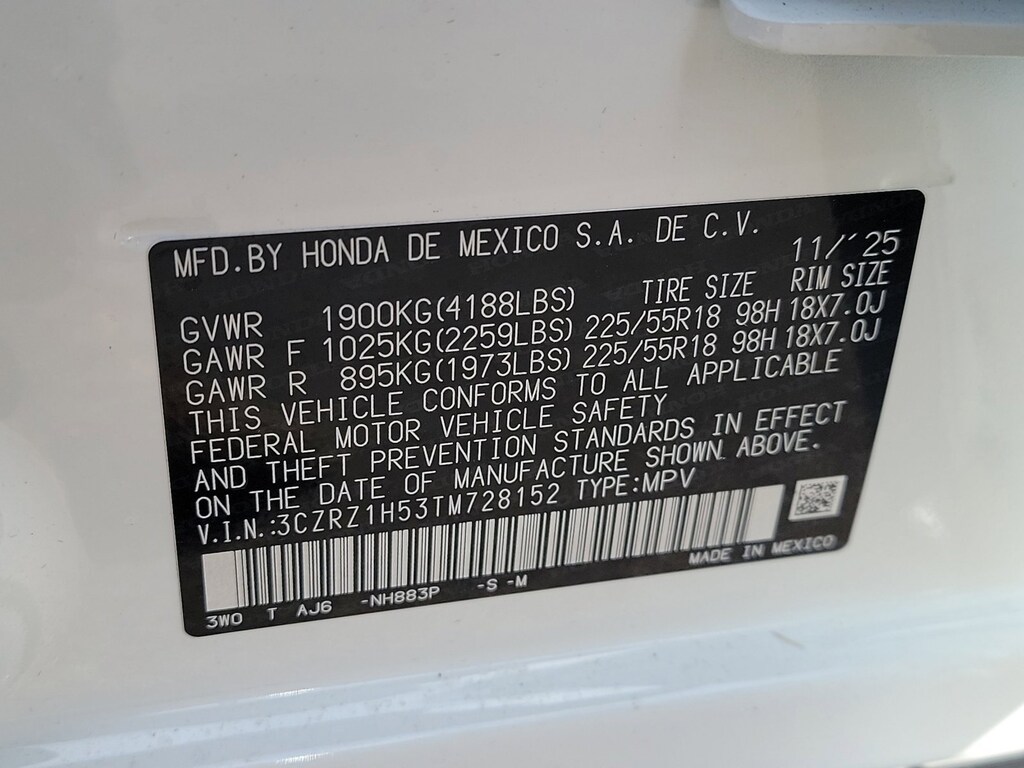 MFD.BY HONDA DE MEXICO S.A. DE C.V. 11/´25
TIRE SIZE RIM SIZE
GVWR 1900KG(4188LBS)
GAWR F 1025KG(2259LBS) 225/55R18 98H 18X7.0J
GAWR R 895KG(1973LBS) 225/55R18 98H 18X7.0J
THIS VEHICLE CONFORMS TO ALL APPLICABLE
FEDERAL MOTOR VEHICLE SAFETY
AND THEFT PREVENTION STANDARDS IN EFFECT
ON THE DATE OF MANUFACTURE SHOWN ABOVE.
V.I.N.:3CZRZ1H53TM728152 TYPE:MPV
MADE IN MEXICO
3WO T AJ6 -NH883P -S -M